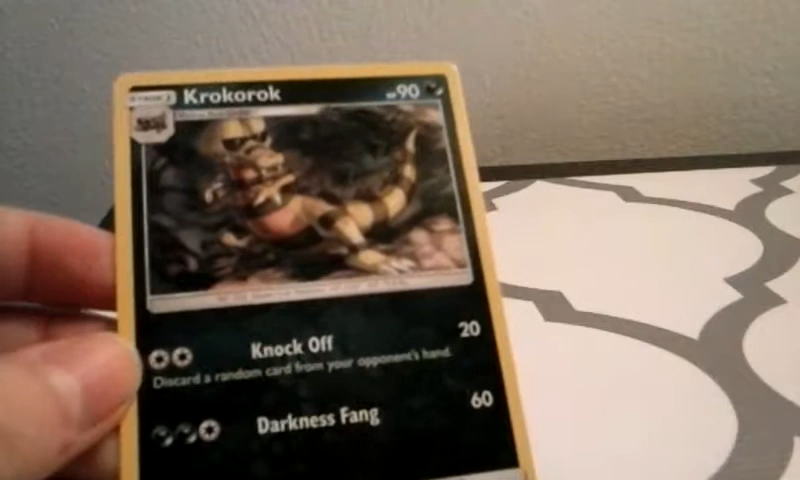 Krokorok 90
Knock Off 20
Discard a random card from your opponent's hand.
Darkness Fang 60